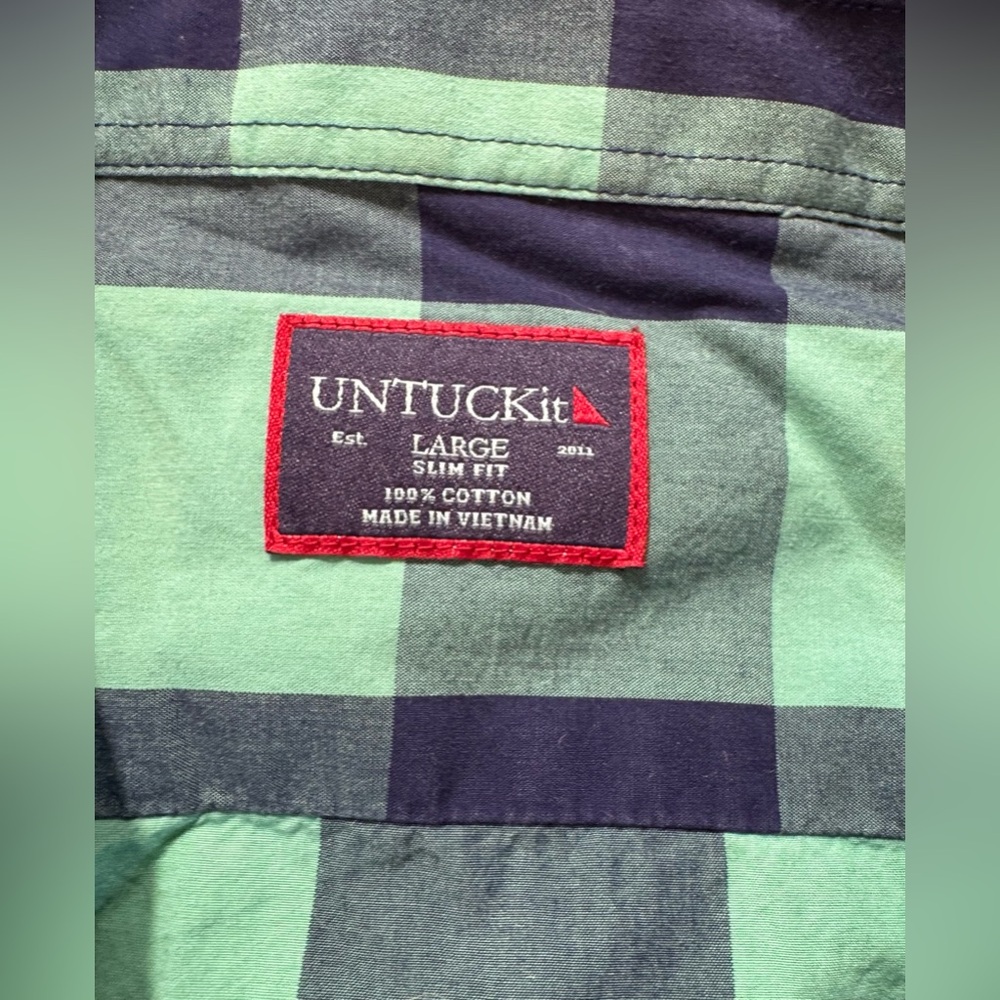 UNTUCKit
Est. LARGE 2011
SLIM FIT
100% COTTON
MADE IN VIETNAM